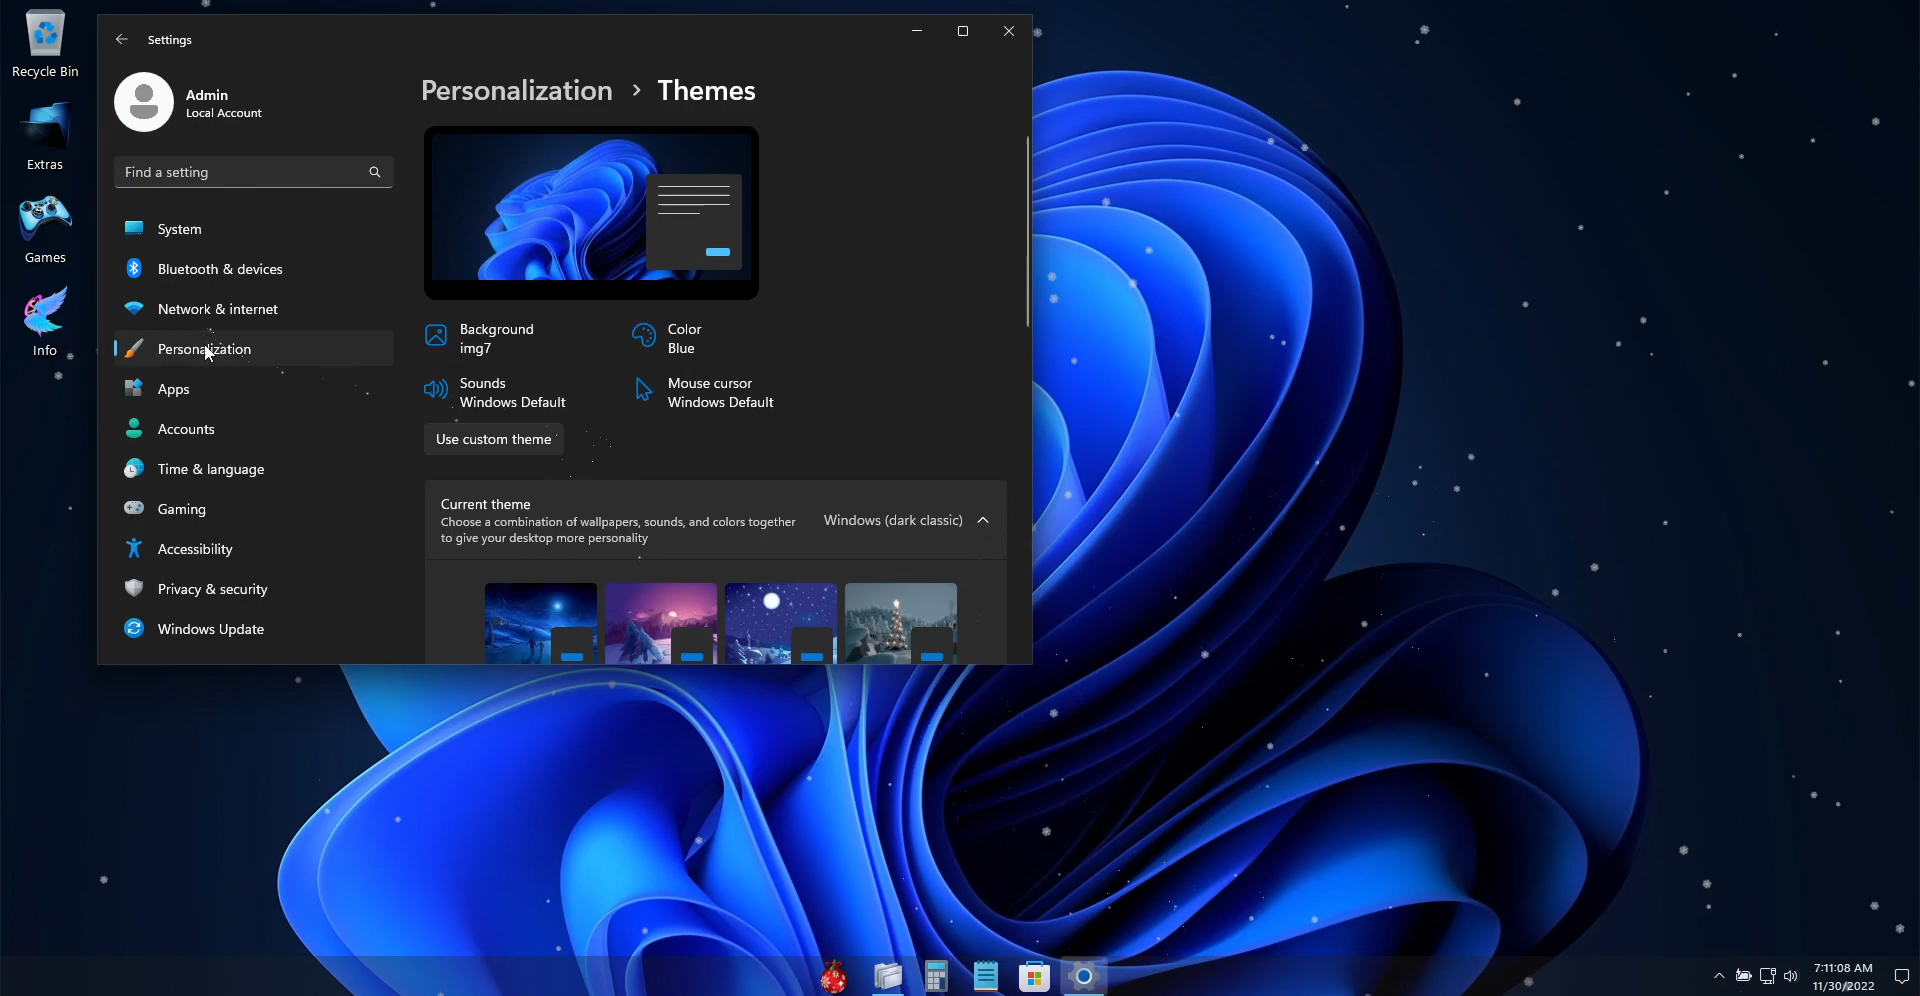 Recycle Bin
Extras
Games
Info
Settings
Admin
Local Account
Find a setting
System
Bluetooth & devices
Network & internet
Personalization
Apps
Accounts
Time & language
Gaming
Accessibility
Privacy & security
Windows Update
Personalization > Themes
Background
img7
Color
Blue
Sounds
Windows Default
Mouse cursor
Windows Default
Use custom theme
Current theme
Choose a combination of wallpapers, sounds, and colors together
to give your desktop more personality
Windows (dark classic)
7:11:08 AM
11/30/2022